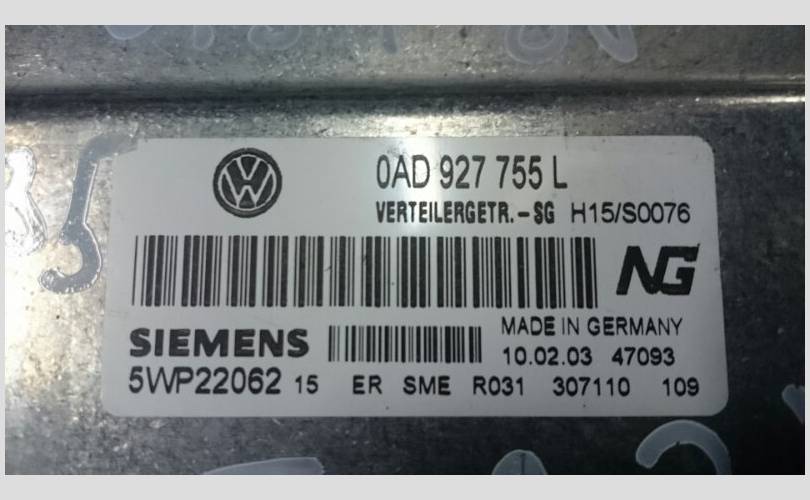 0AD 927 755 L
VERTEILERGETR.-SG H15/S0076
NG
SIEMENS
MADE IN GERMANY
10.02.03 47093
5WP22062 15 ER SME R031 307110 109